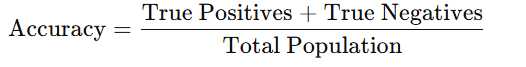 Accuracy = True Positives + True Negatives / Total Population